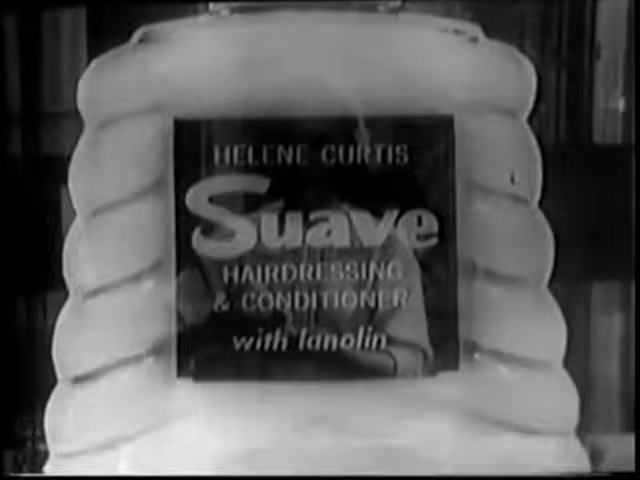 HELENE CURTIS
Suave
HAIRDRESSING
& CONDITIONER
with lanolin